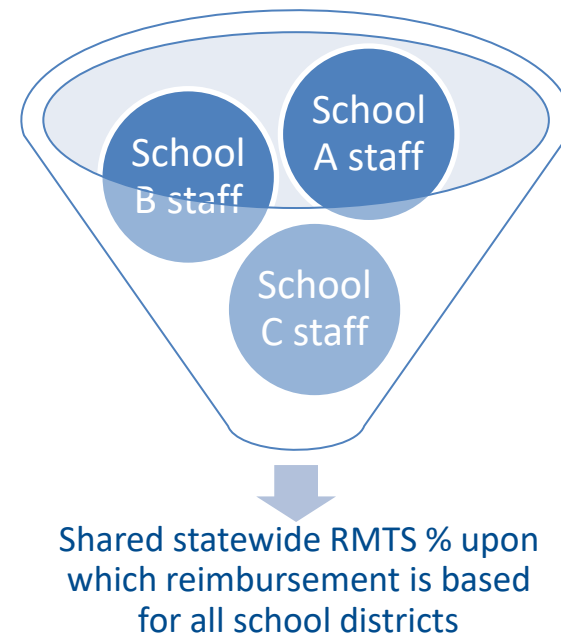 School
A staff
School
B staff
School
C staff
Shared statewide RMTS % upon
which reimbursement is based
for all school districts